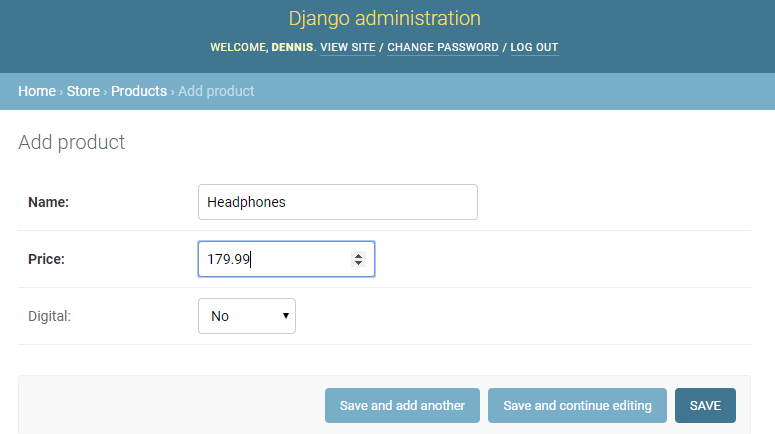 Django administration
WELCOME, DENNIS. VIEW SITE / CHANGE PASSWORD / LOG OUT
Home › Store › Products › Add product
Add product
Name: Headphones
Price: 179.99
Digital: No
Save and add another Save and continue editing SAVE